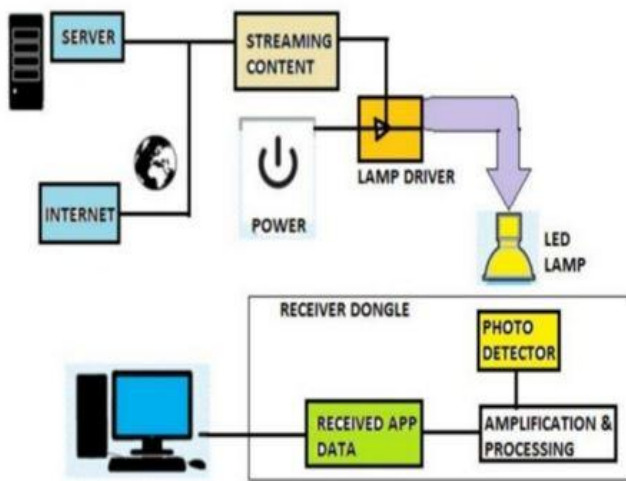 SERVER
STREAMING
CONTENT
INTERNET
POWER
LAMP DRIVER
LED
LAMP
RECEIVER DONGLE
PHOTO
DETECTOR
RECEIVED APP
DATA
AMPLIFICATION &
PROCESSING